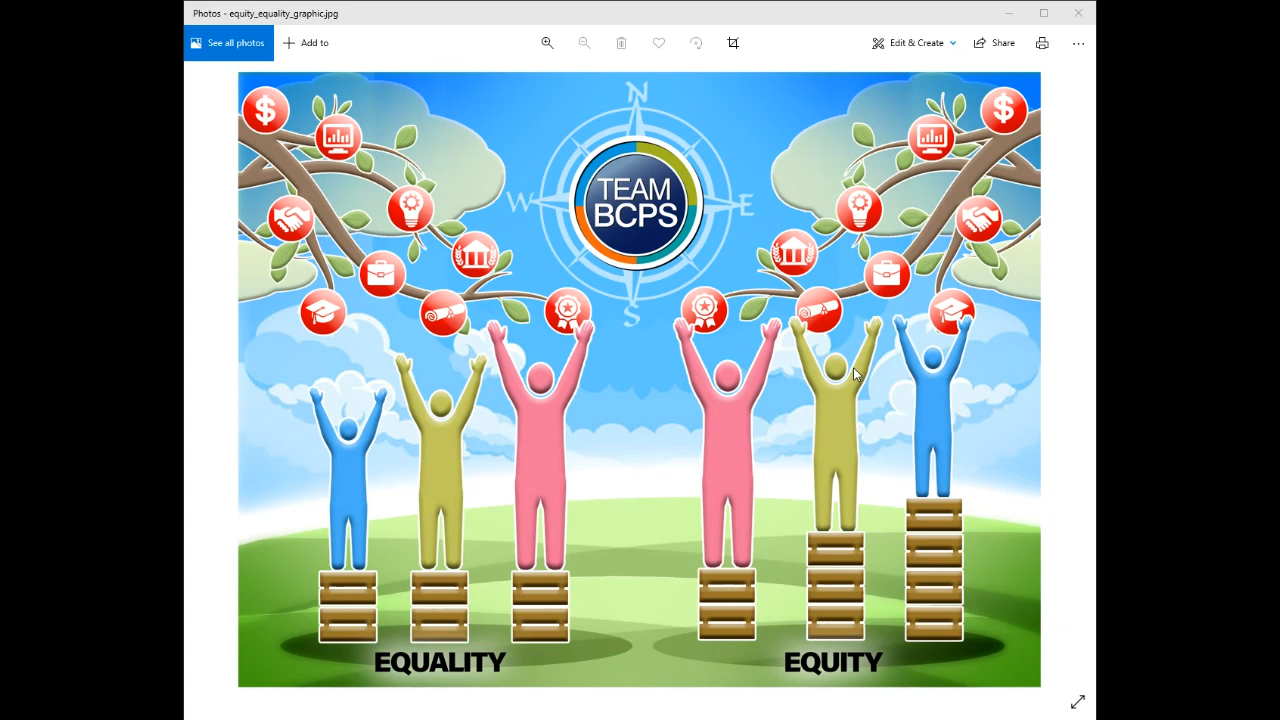 Photos - equity_equality_graphic.jpg
See all photos
Add to
Edit & Create
Share
N
W
E
S
TEAM
BCPS
$
$
EQUALITY
EQUITY